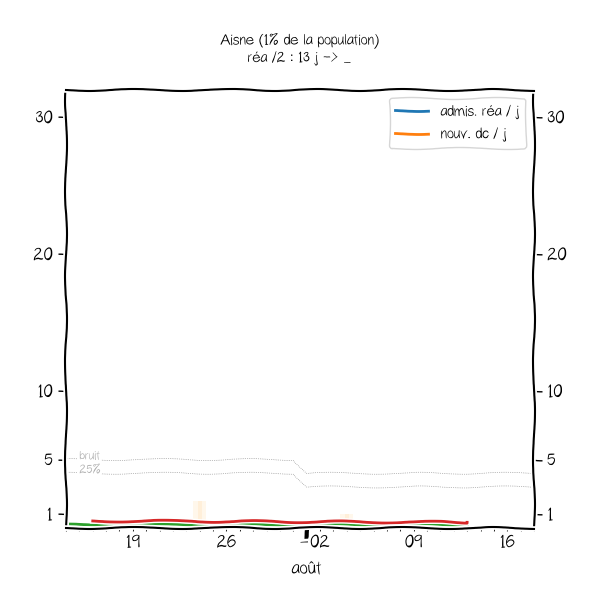 Aisne (1% de la population)
réa /2 : 13 j -> _
admis. réa / j
nouv. dc / j
30
30
20
20
10
10
5
5
bruit
25%
1
1
19
26
02
09
16
août